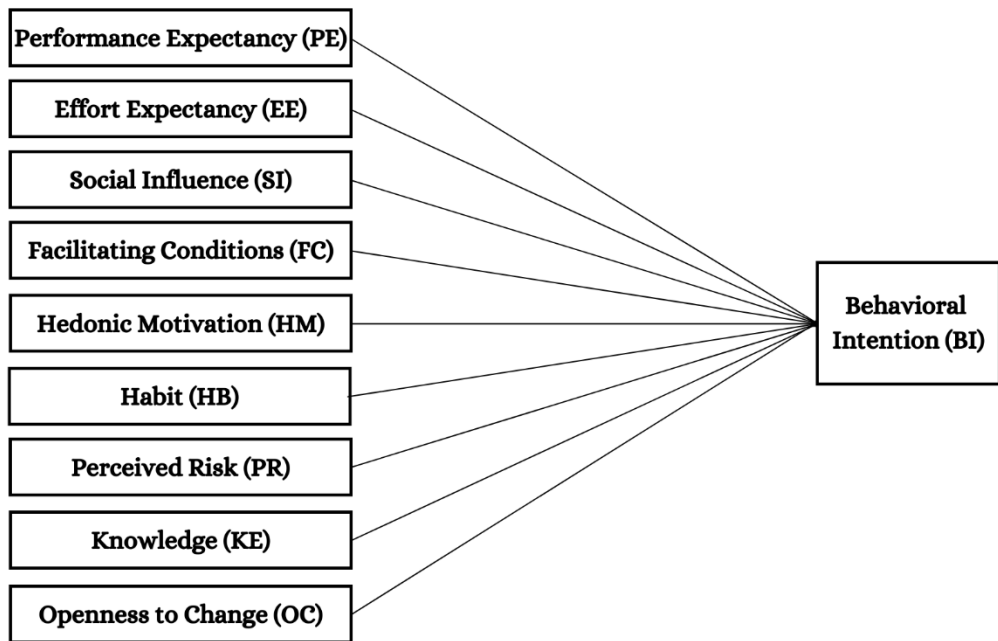 Performance Expectancy (PE)
Effort Expectancy (EE)
Social Influence (SI)
Facilitating Conditions (FC)
Hedonic Motivation (HM)
Habit (HB)
Perceived Risk (PR)
Knowledge (KE)
Openness to Change (OC)
Behavioral
Intention (BI)